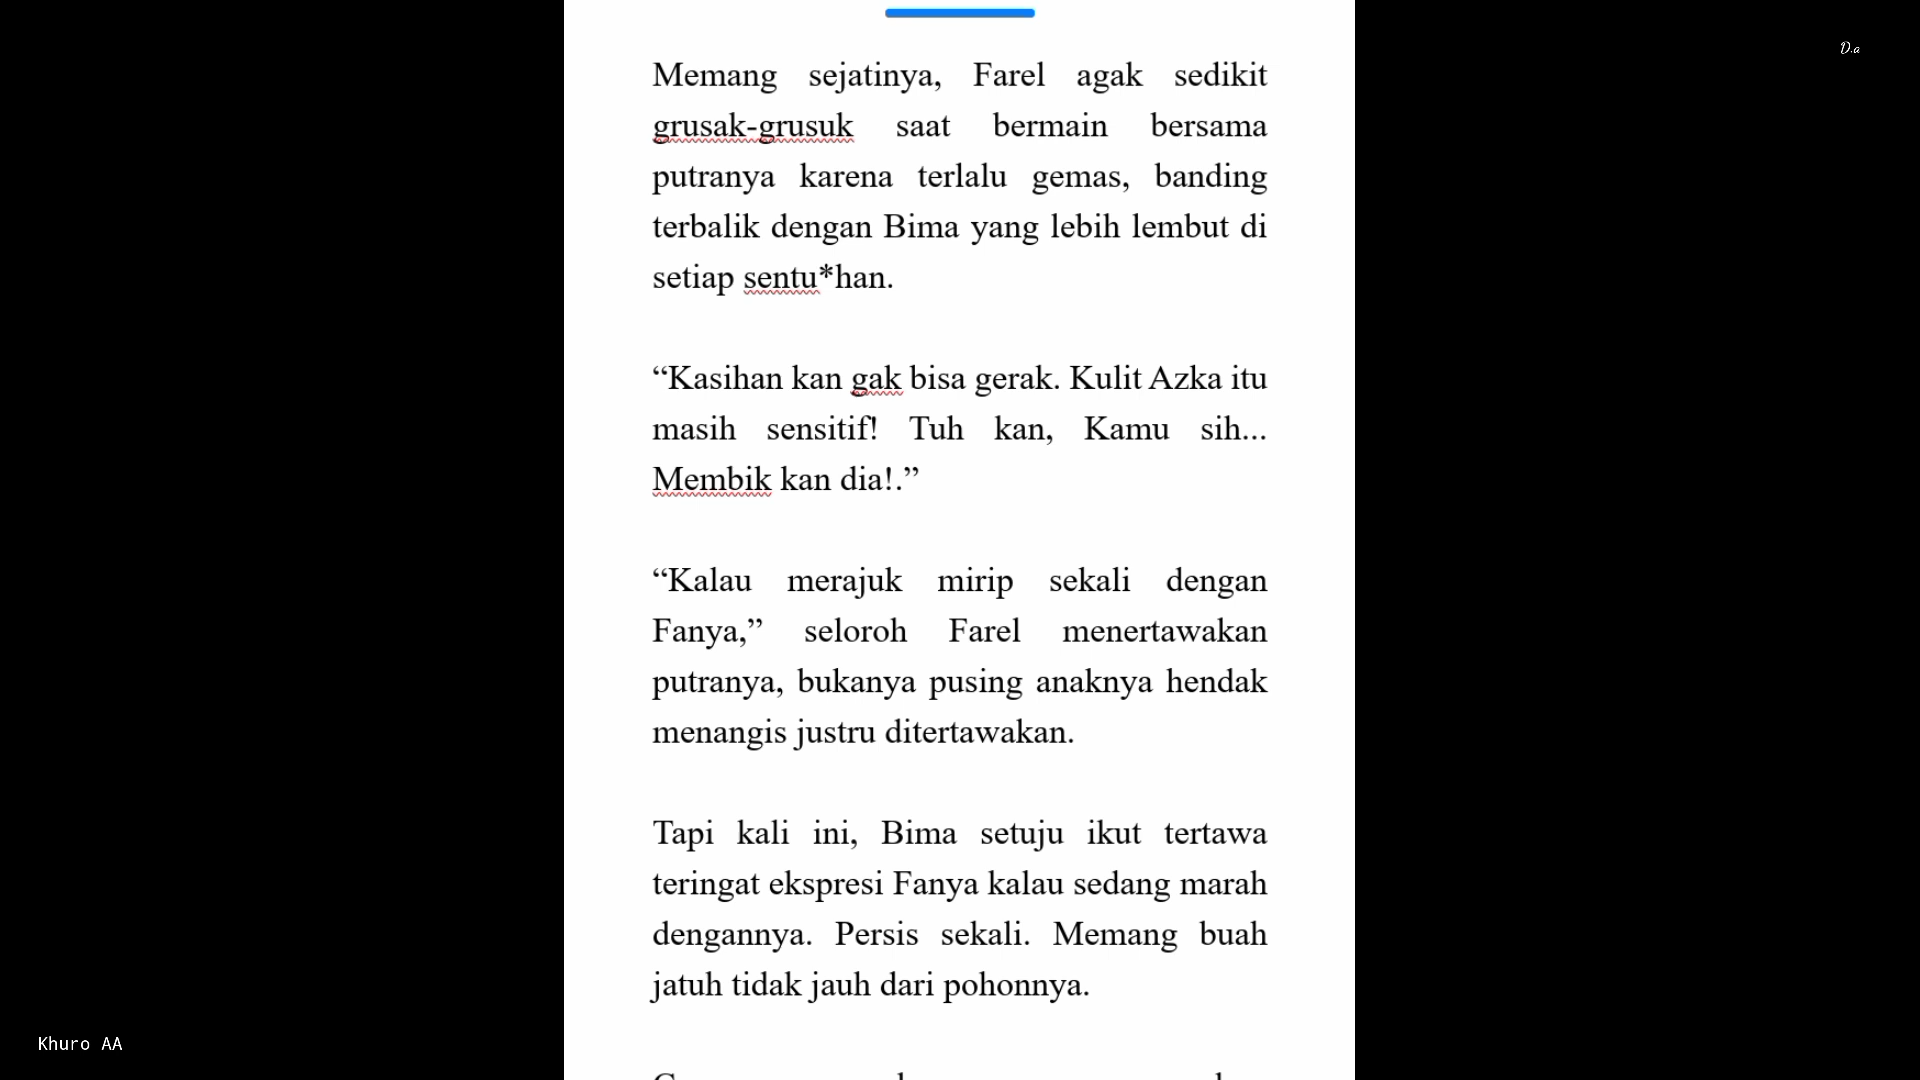 D.a
Memang sejatinya, Farel agak sedikit
grusak-grusuk saat bermain bersama
putranya karena terlalu gemas, banding
terbalik dengan Bima yang lebih lembut di
setiap sentu*han.
“Kasihan kan gak bisa gerak. Kulit Azka itu
masih sensitif! Tuh kan, Kamu sih...
Membik kan dia!.”
“Kalau merajuk mirip sekali dengan
Fanya,” seloroh Farel menertawakan
putranya, bukanya pusing anaknya hendak
menangis justru ditertawakan.
Tapi kali ini, Bima setuju ikut tertawa
teringat ekspresi Fanya kalau sedang marah
dengannya. Persis sekali. Memang buah
jatuh tidak jauh dari pohonnya.
Khuro AA